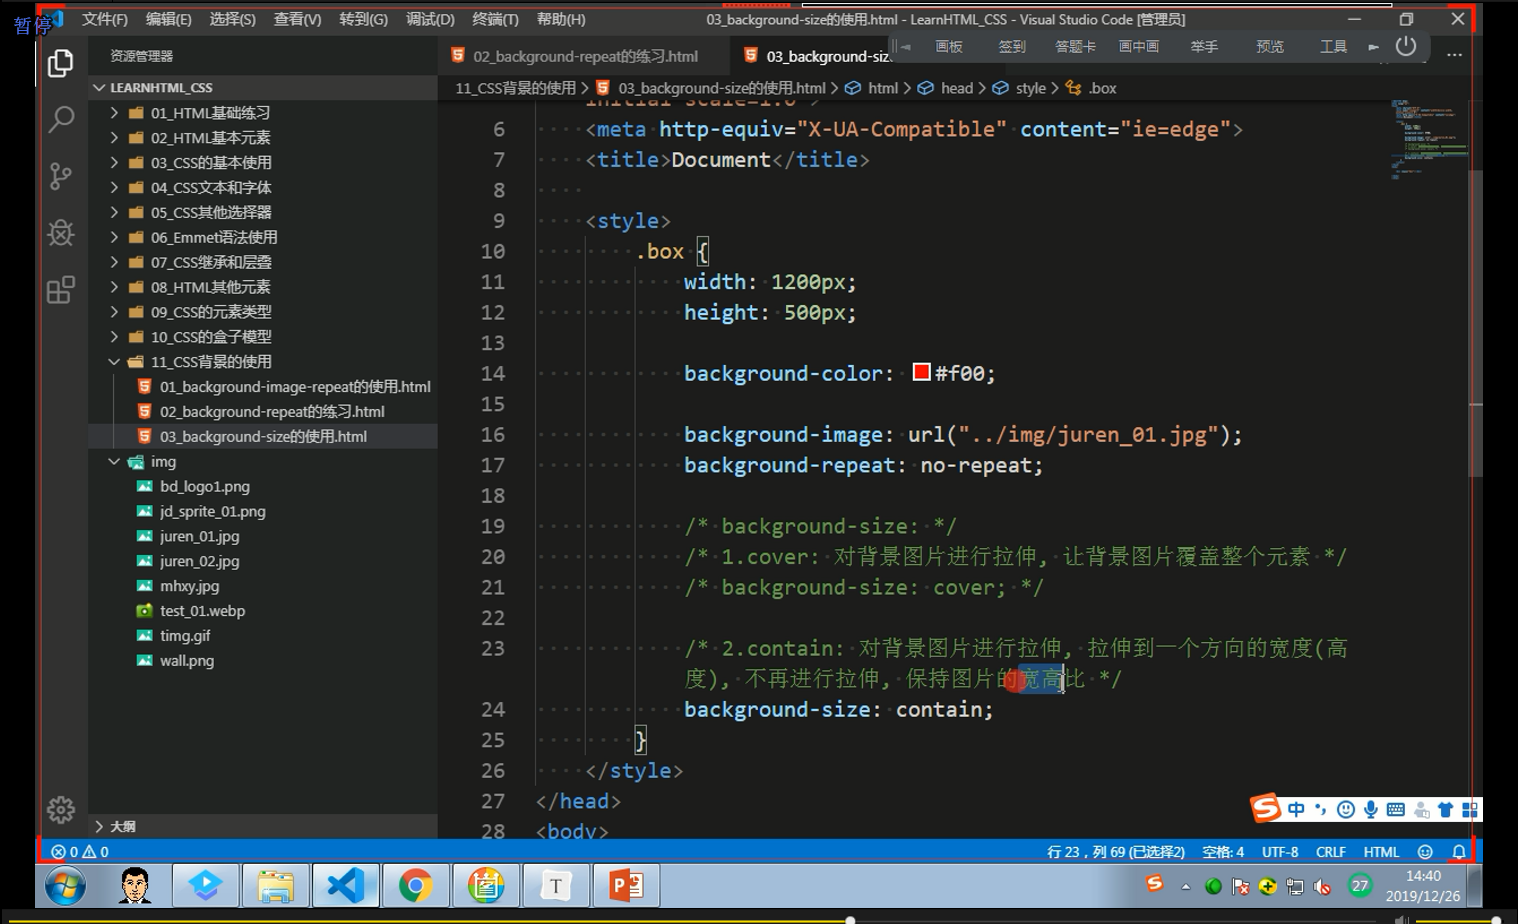 暂停
文件(F) 编辑(E) 选择(S) 查看(V) 转到(G) 调试(D) 终端(T) 帮助(H) 03_background-size的使用.html - LearnHTML_CSS - Visual Studio Code [管理员]
资源管理器
02_background-repeat的练习.html
03_background-siz
画板 签到 答题卡 画中画 举手 预览 工具
LEARNHTML_CSS
11_CSS背景的使用 > 03_background-size的使用.html > html > head > style > .box
01_HTML基础练习
02_HTML基本元素
03_CSS的基本使用
04_CSS文本和字体
05_CSS其他选择器
06_Emmet语法使用
07_CSS继承和层叠
08_HTML其他元素
09_CSS的元素类型
10_CSS的盒子模型
11_CSS背景的使用
01_background-image-repeat的使用.html
02_background-repeat的练习.html
03_background-size的使用.html
img
bd_logo1.png
jd_sprite_01.png
juren_01.jpg
juren_02.jpg
mhxy.jpg
test_01.webp
timg.gif
wall.png
大纲
initial-scale=1.0">
6 <meta http-equiv="X-UA-Compatible" content="ie=edge">
7 <title>Document</title>
8
9 <style>
10 .box {
11 width: 1200px;
12 height: 500px;
13
14 background-color: #f00;
15
16 background-image: url("../img/juren_01.jpg");
17 background-repeat: no-repeat;
18
19 /* background-size: */
20 /* 1.cover: 对背景图片进行拉伸, 让背景图片覆盖整个元素 */
21 /* background-size: cover; */
22
23 /* 2.contain: 对背景图片进行拉伸, 拉伸到一个方向的宽度(高
度), 不再进行拉伸, 保持图片的宽高比 */
24 background-size: contain;
25 }
26 </style>
27 </head>
28 <body>
中
0 0 行 23，列 69 (已选择2) 空格: 4 UTF-8 CRLF HTML
T
27
14:40
2019/12/26